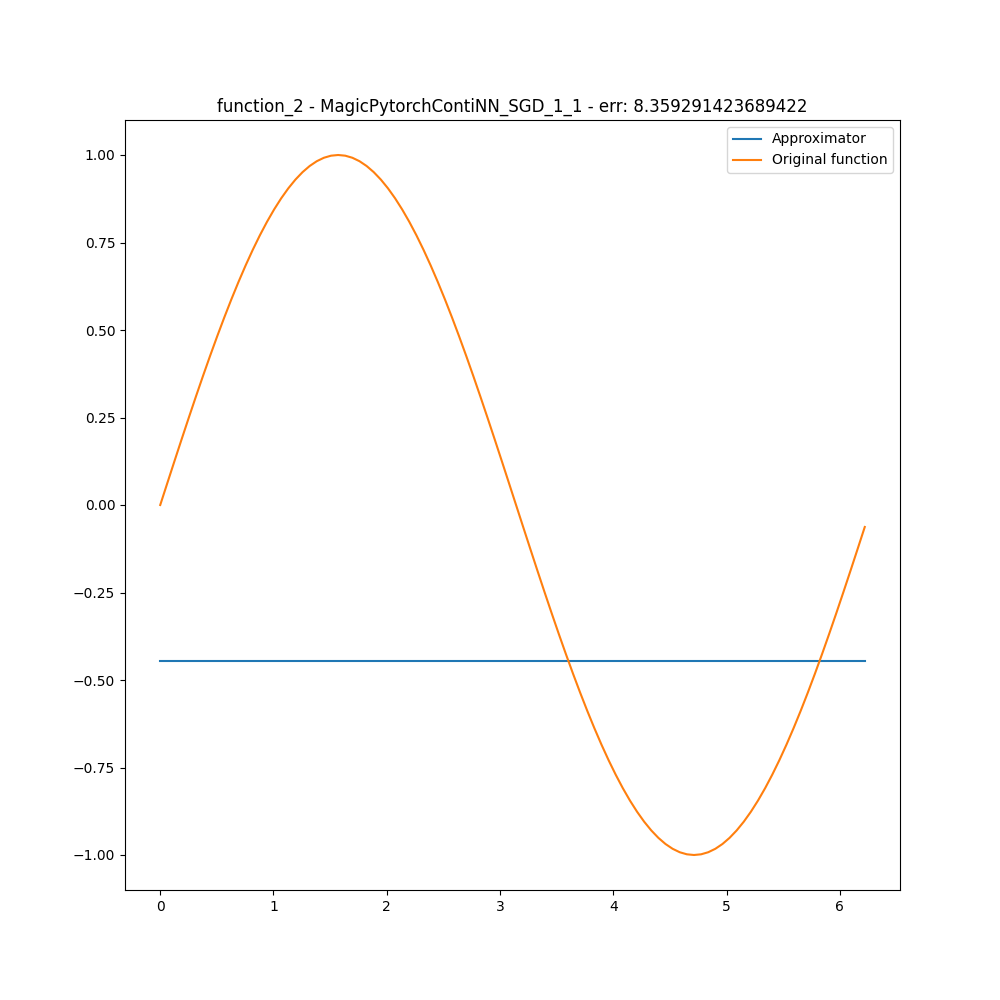 function_2 - MagicPytorchContiNN_SGD_1_1 - err: 8.359291423689422
Approximator
Original function
1.00
0.75
0.50
0.25
0.00
−0.25
−0.50
−0.75
−1.00
0 1 2 3 4 5 6